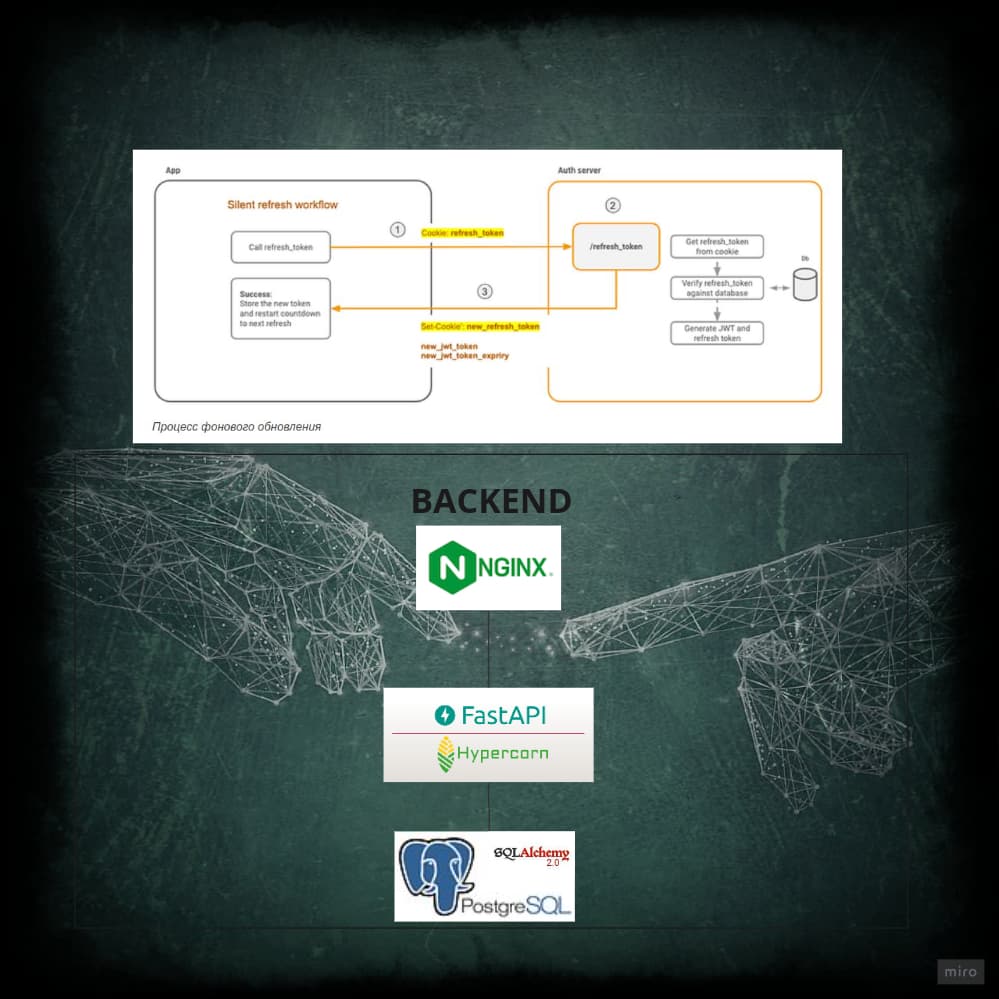 App
Auth server
Silent refresh workflow
1
2
Cookie: refresh_token
Call refresh_token
/refresh_token
Get refresh_token
from cookie
Db
Verify refresh_token
against database
3
Success:
Store the new token
and restart countdown
to next refresh
Set-Cookie': new_refresh_token
Generate JWT and
refresh token
new_jwt_token
new_jwt_token_expriry
Процесс фонового обновления
BACKEND
NGINX
FastAPI
Hypercorn
SQLAlchemy
2.0
PostgreSQL
miro